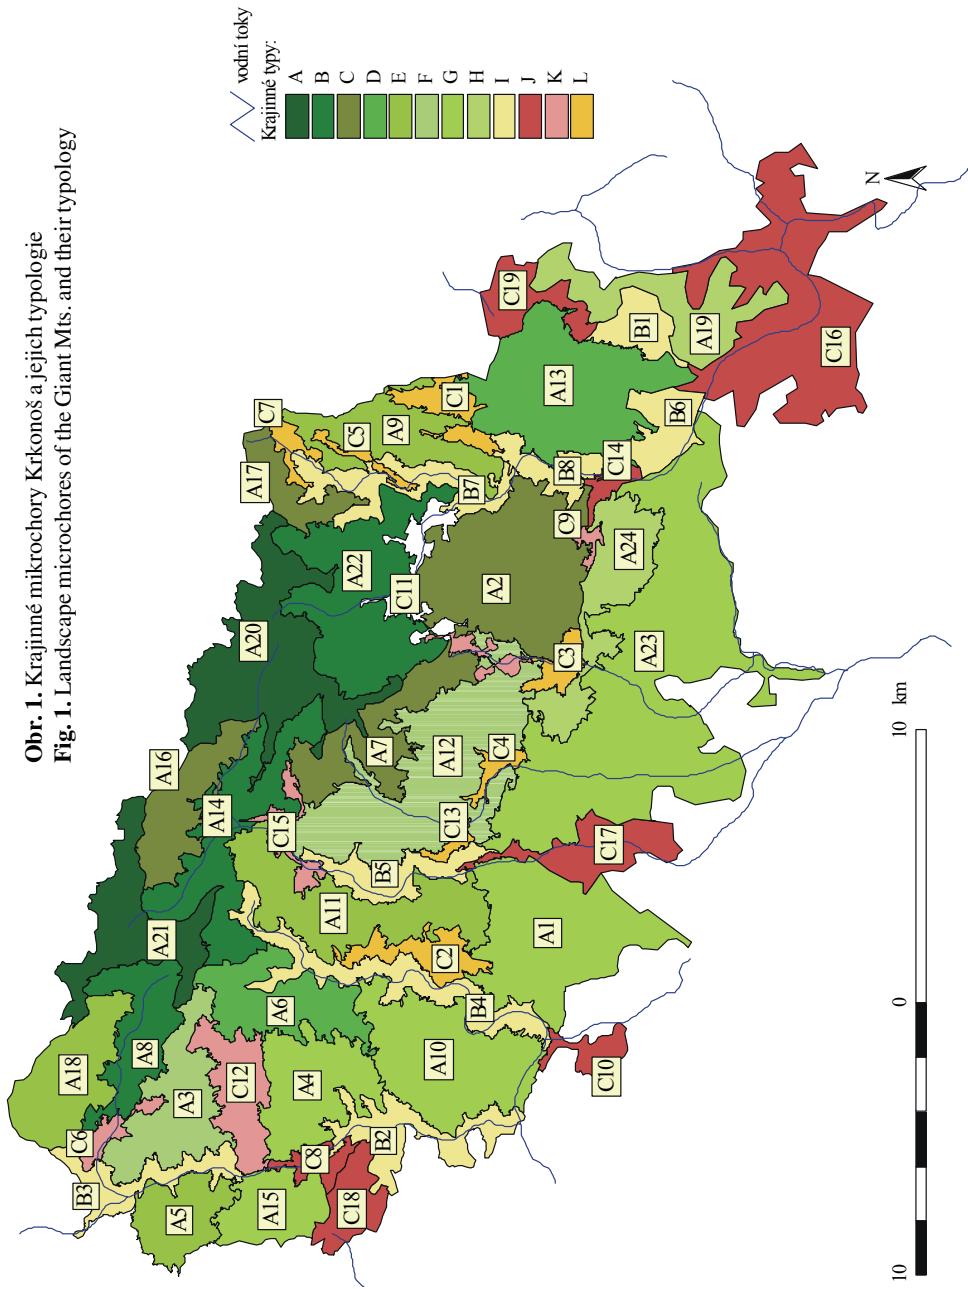 Obr. 1. Krajinné mikrochory Krkonoš a jejich typologie
Fig. 1. Landscape microchores of the Giant Mts. and their typology
vodní toky
Krajinné typy:
A
B
C
D
E
F
G
H
I
J
K
L
C7
A17
C5
A9
C1
C19
A13
B1
A19
C16
B6
C14
B8
B7
C9
A24
A22
C11
A2
A20
C3
A23
A16
A7
A12
C4
A14
C15
C13
B5
C17
A11
A21
C2
A1
A6
B4
A18
A8
C12
A4
A10
C10
A3
C6
B3
C8
B2
A5
A15
C18
N
10
0
10 km